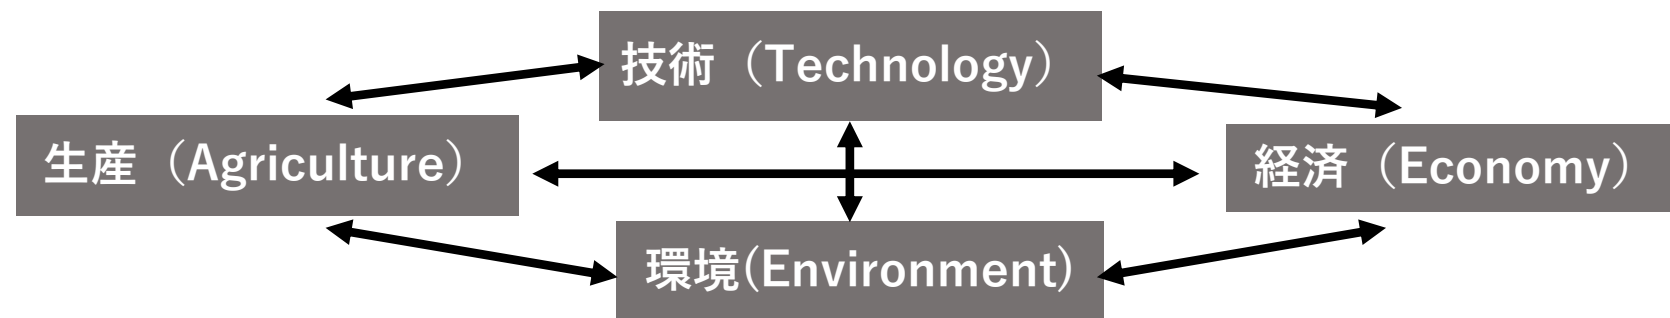 技術（Technology）
生産（Agriculture）
経済（Economy）
環境(Environment)